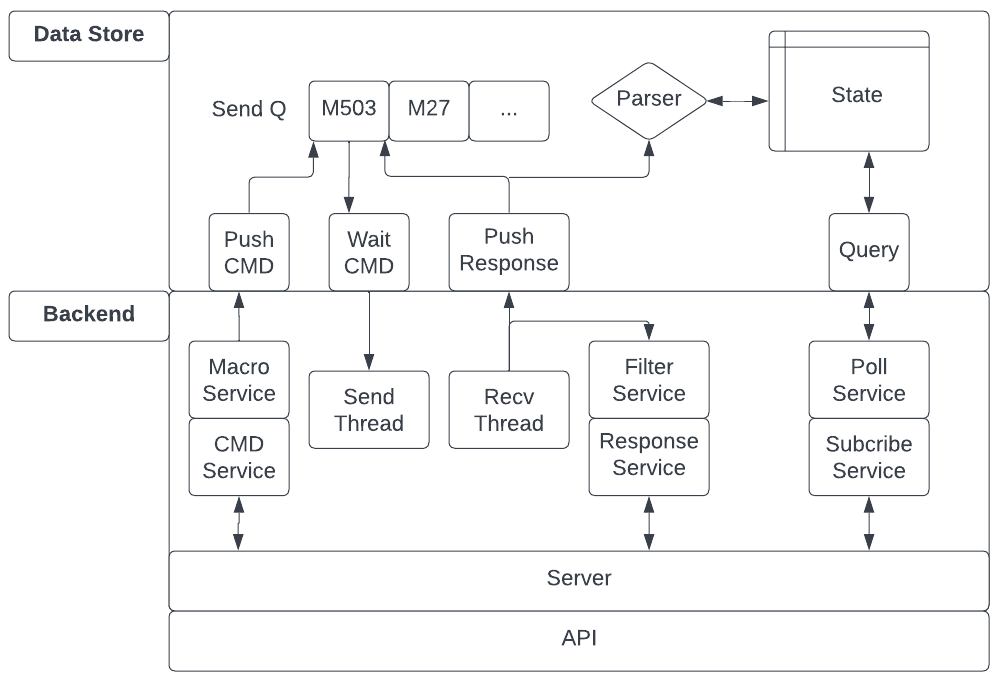 Data Store
Send Q
M503
M27
...
Parser
State
Push
CMD
Wait
CMD
Push
Response
Query
Backend
Macro
Service
CMD
Service
Send
Thread
Recv
Thread
Filter
Service
Response
Service
Poll
Service
Subcribe
Service
Server
API